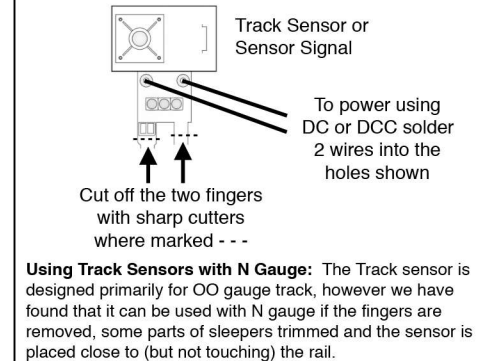 Track Sensor or
Sensor Signal
To power using
DC or DCC solder
2 wires into the
holes shown
Cut off the two fingers
with sharp cutters
where marked - - -
Using Track Sensors with N Gauge: The Track sensor is
designed primarily for OO gauge track, however we have
found that it can be used with N gauge if the fingers are
removed, some parts of sleepers trimmed and the sensor is
placed close to (but not touching) the rail.